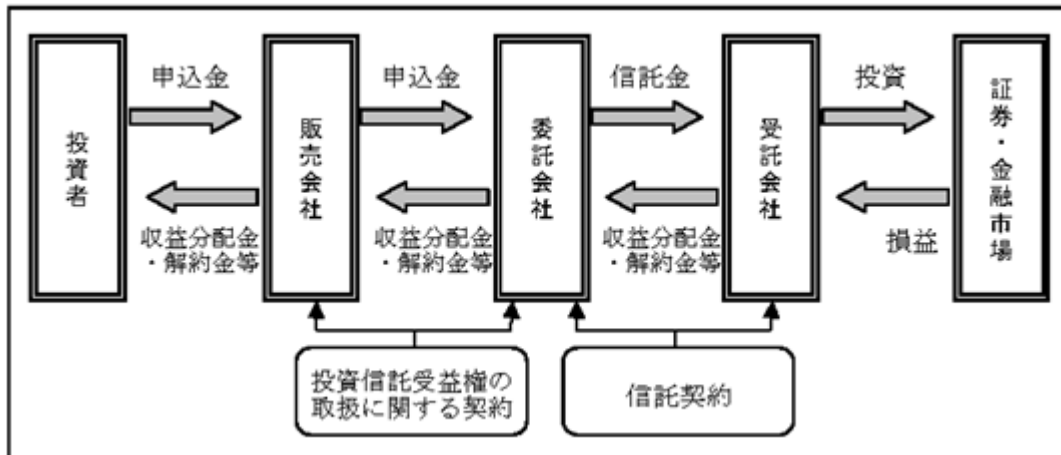 投資者
申込金
販売会社
申込金
委託会社
信託金
受託会社
投資
証券・金融市場
収益分配金
・解約金等
収益分配金
・解約金等
収益分配金
・解約金等
損益
投資信託受益権の
取扱に関する契約
信託契約